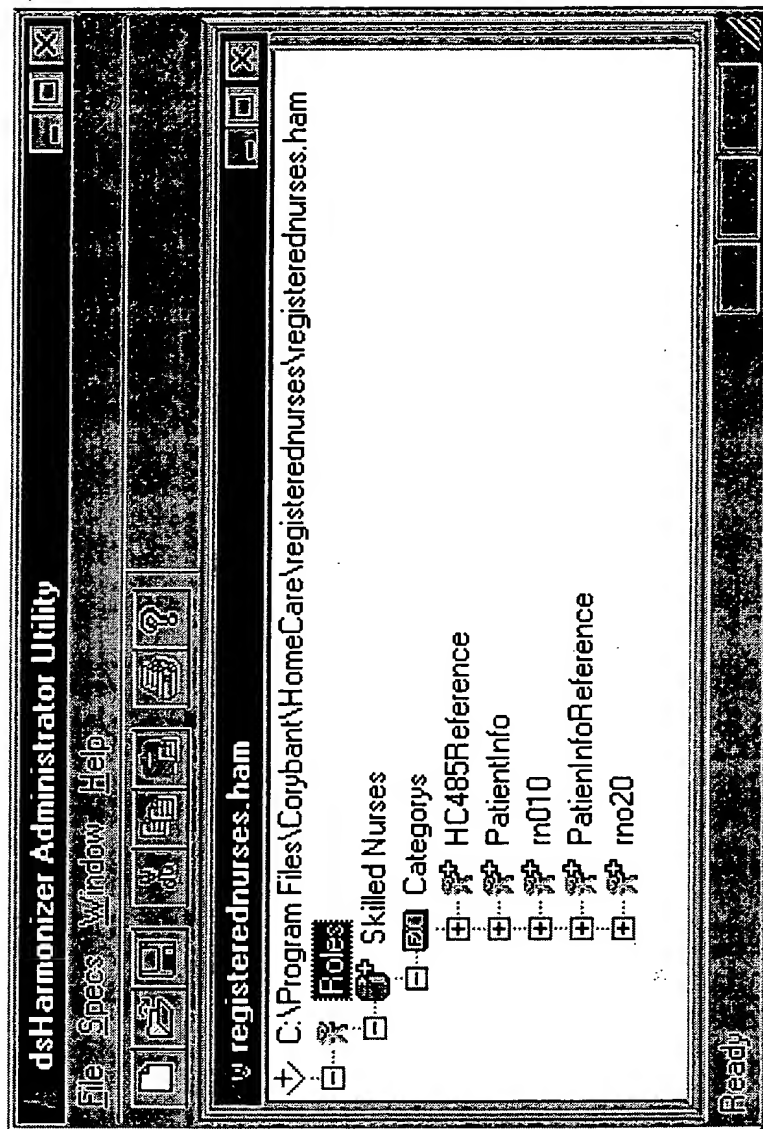 dsHarmonizer Administrator Utility
File Specs Window Help
registerednurses.ham
C:\Program Files\Corybant\HomeCare\registerednurses\registerednurses.ham
Roles
Skilled Nurses
Categorys
HC485Reference
PatientInfo
rn010
PatienInfoReference
rno20
Ready